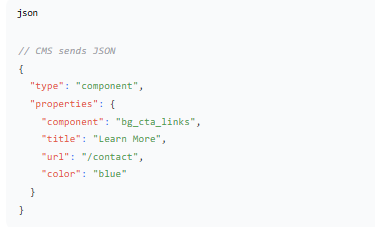 json
// CMS sends JSON
{
  "type": "component",
  "properties": {
    "component": "bg_cta_links",
    "title": "Learn More",
    "url": "/contact",
    "color": "blue"
  }
}